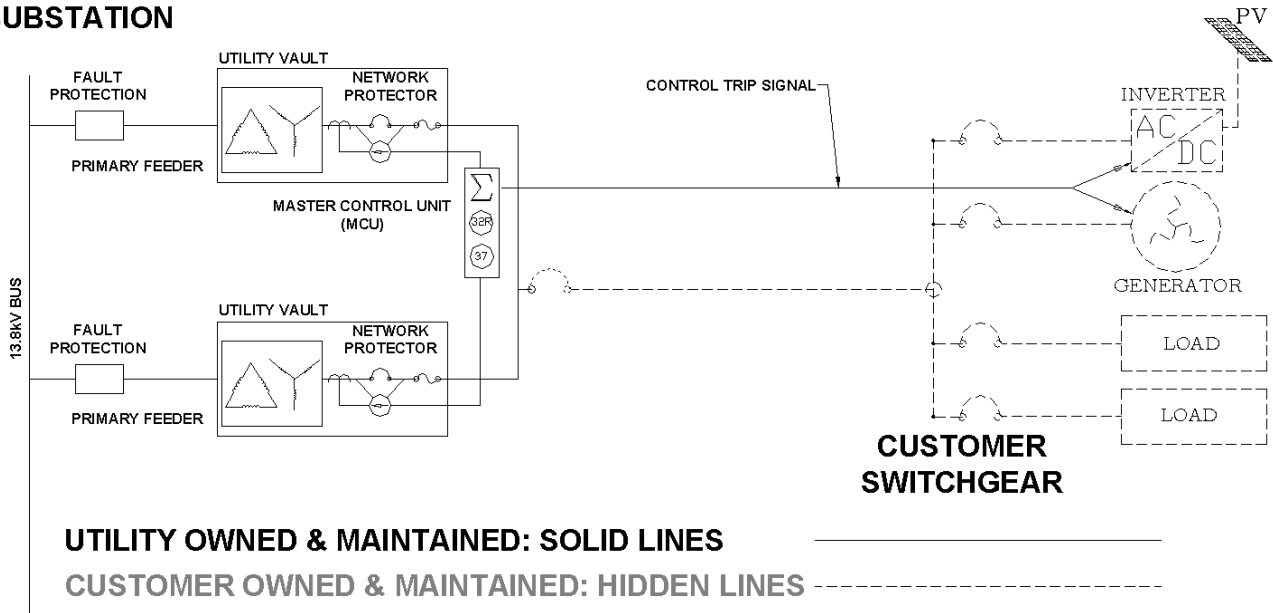 SUBSTATION
PV
UTILITY VAULT
FAULT
PROTECTION
NETWORK
PROTECTOR
CONTROL TRIP SIGNAL
INVERTER
AC
DC
PRIMARY FEEDER
Σ
MASTER CONTROL UNIT
(MCU)
32R
37
GENERATOR
13.8kV BUS
UTILITY VAULT
FAULT
PROTECTION
NETWORK
PROTECTOR
LOAD
PRIMARY FEEDER
LOAD
CUSTOMER
SWITCHGEAR
UTILITY OWNED & MAINTAINED: SOLID LINES
CUSTOMER OWNED & MAINTAINED: HIDDEN LINES